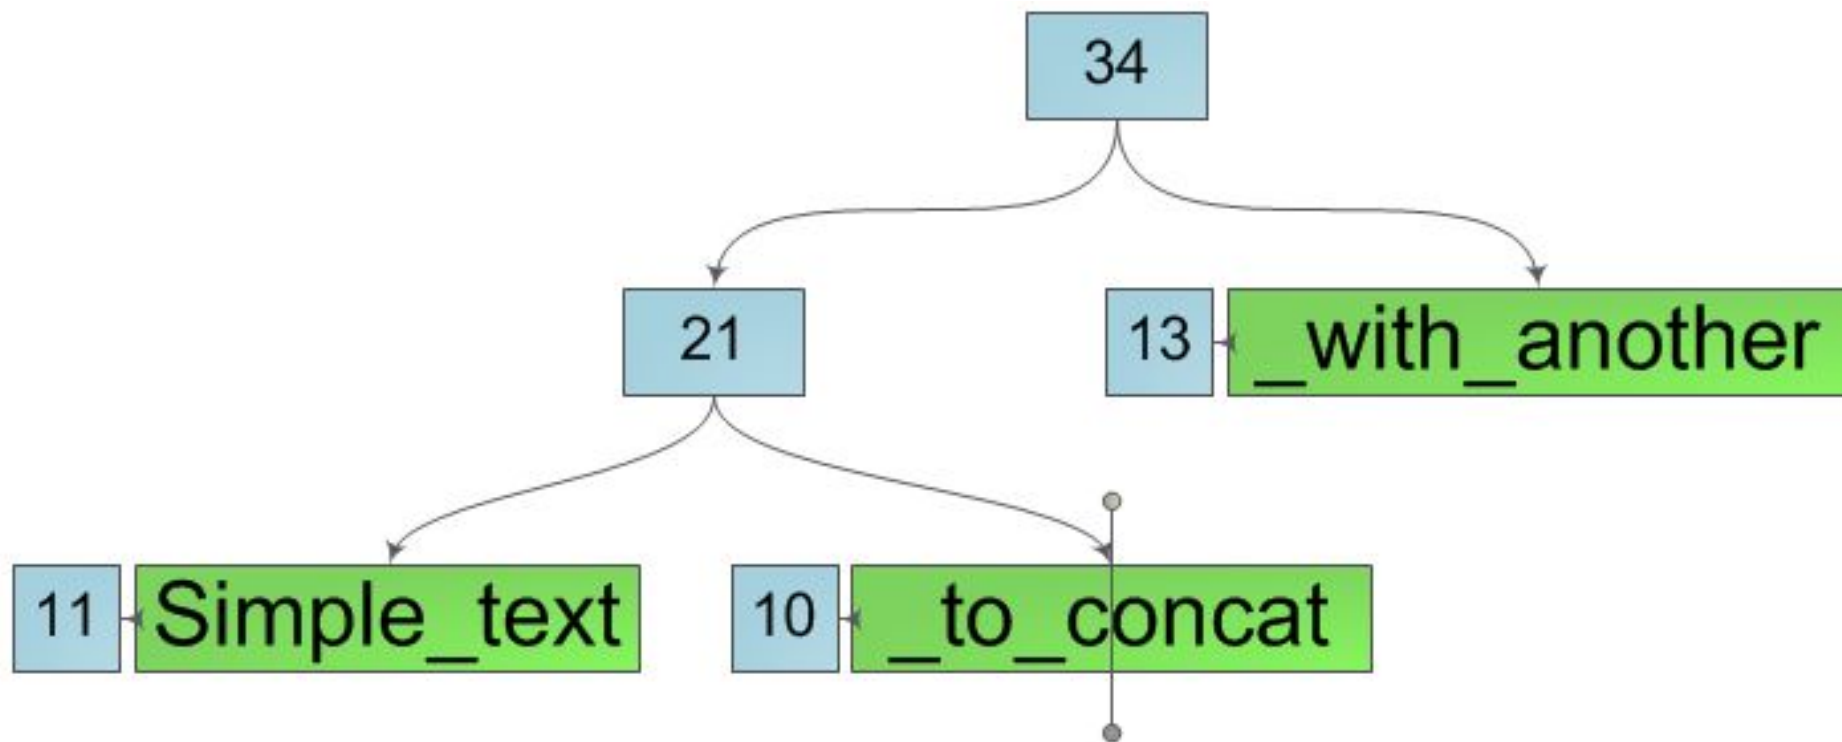 34
21
13 _with_another
11 Simple_text
10 _to_concat